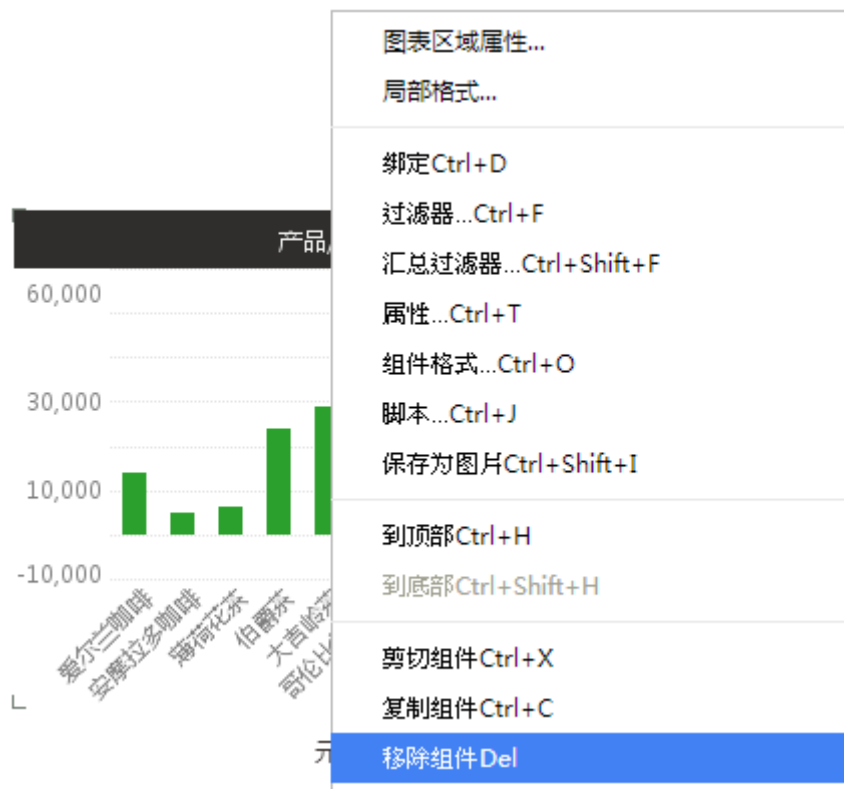 图表区域属性...
局部格式...
绑定Ctrl+D
过滤器...Ctrl+F
汇总过滤器...Ctrl+Shift+F
属性...Ctrl+T
组件格式...Ctrl+O
脚本...Ctrl+J
保存为图片Ctrl+Shift+I
到顶部Ctrl+H
到底部Ctrl+Shift+H
剪切组件Ctrl+X
复制组件Ctrl+C
移除组件Del
产品
60,000
30,000
10,000
-10,000
爱尔兰咖啡
安摩拉多咖啡
薄荷花茶
伯爵茶
大吉岭茶
哥伦比